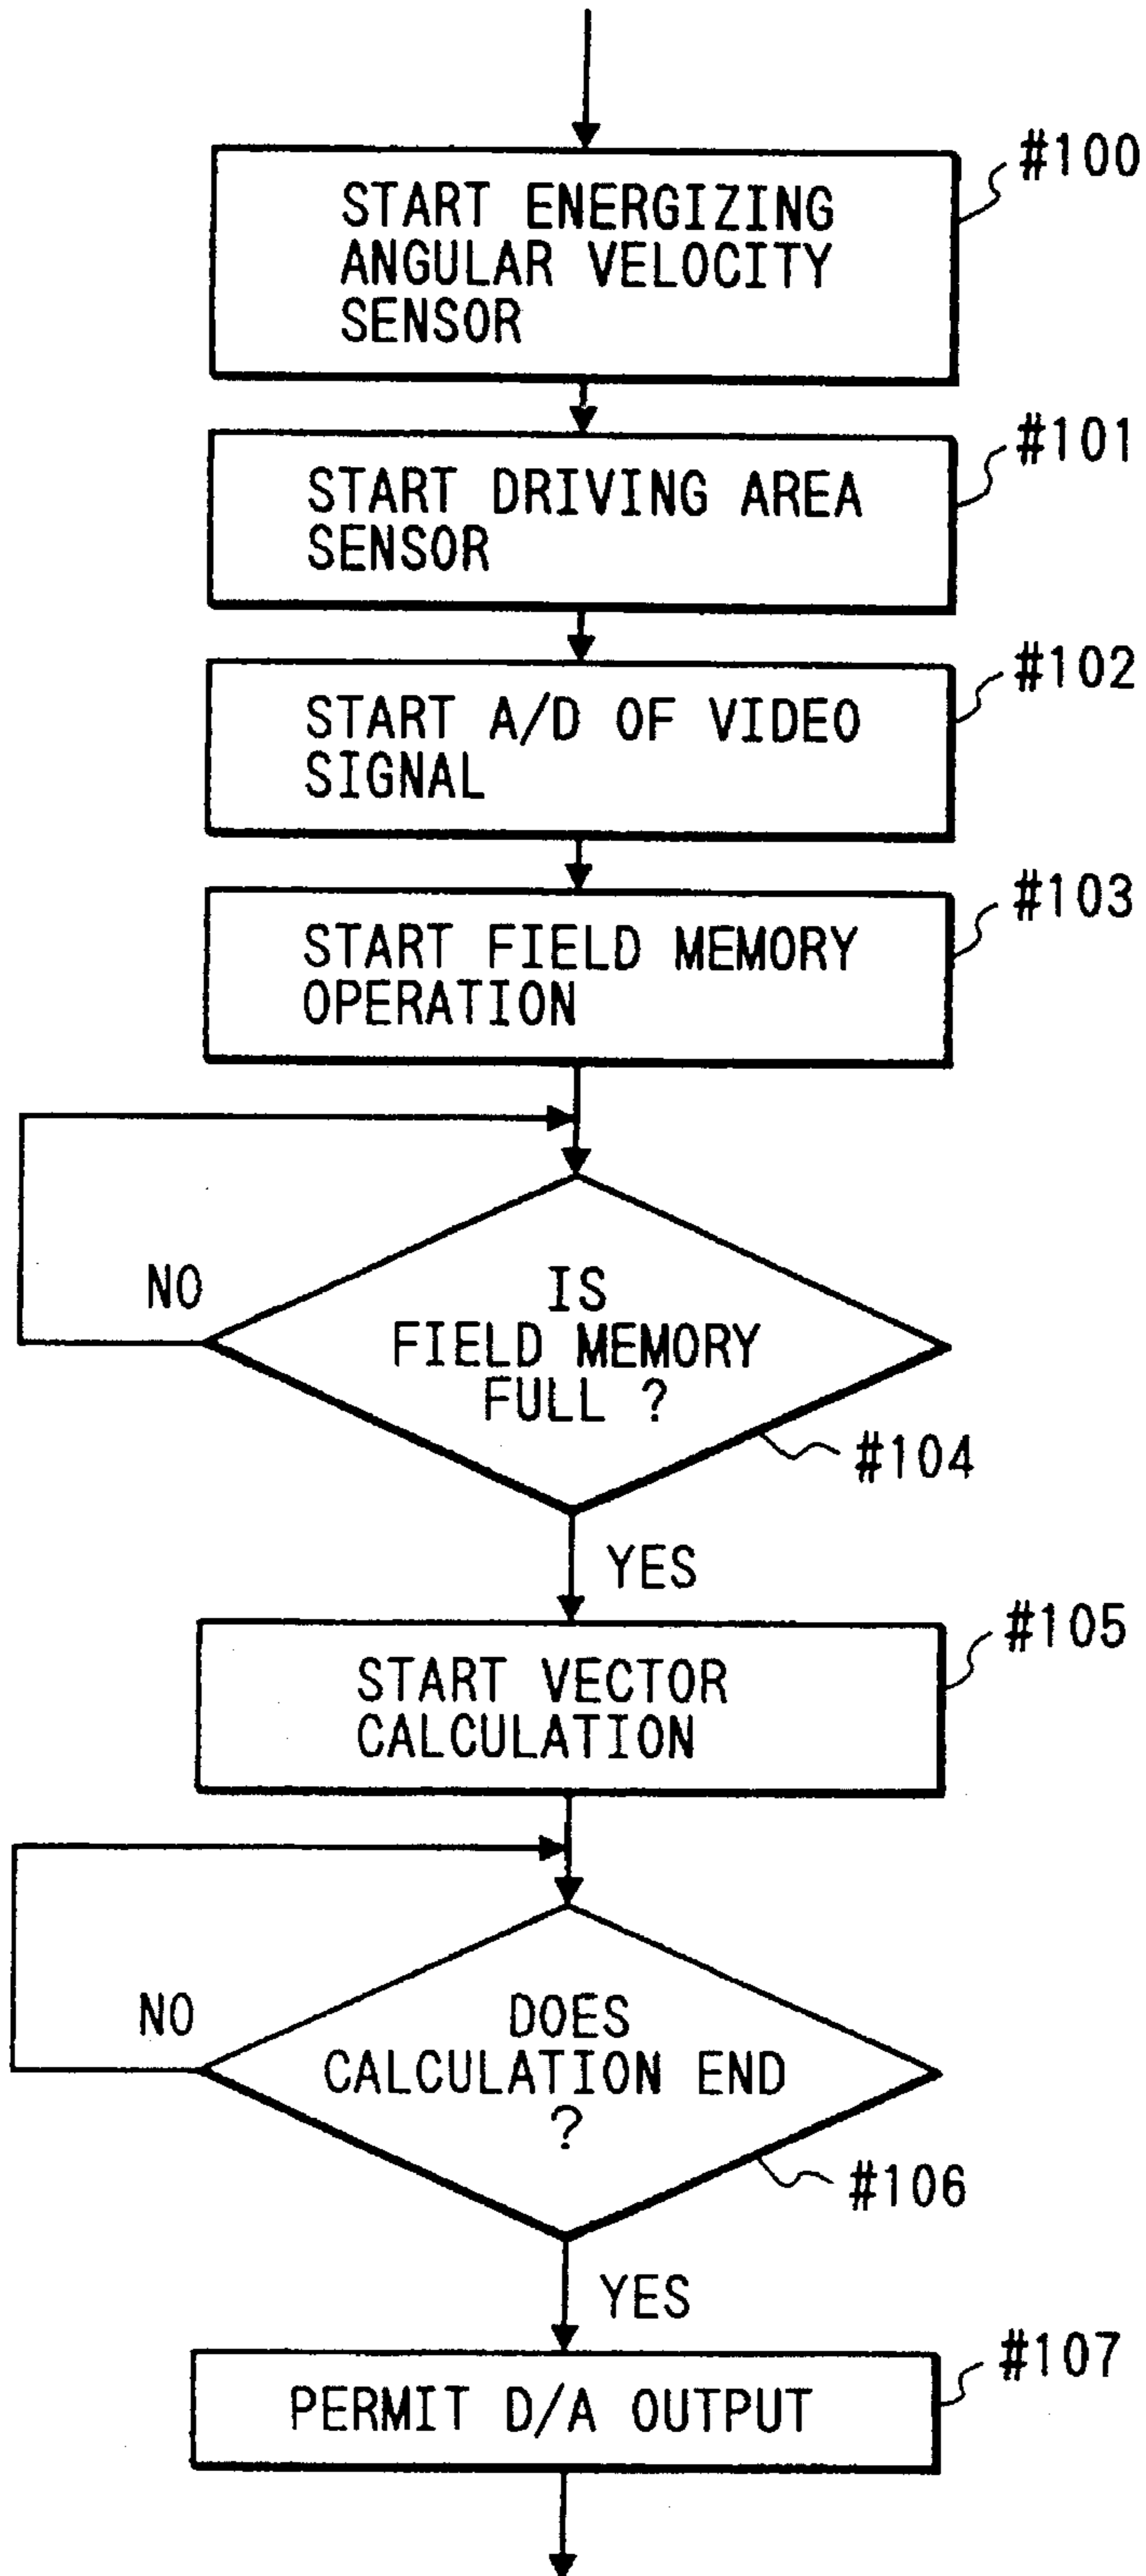 #100
START ENERGIZING
ANGULAR VELOCITY
SENSOR
#101
START DRIVING AREA
SENSOR
#102
START A/D OF VIDEO
SIGNAL
#103
START FIELD MEMORY
OPERATION
NO
IS
FIELD MEMORY
FULL ?
#104
YES
#105
START VECTOR
CALCULATION
NO
DOES
CALCULATION END
?
#106
YES
#107
PERMIT D/A OUTPUT